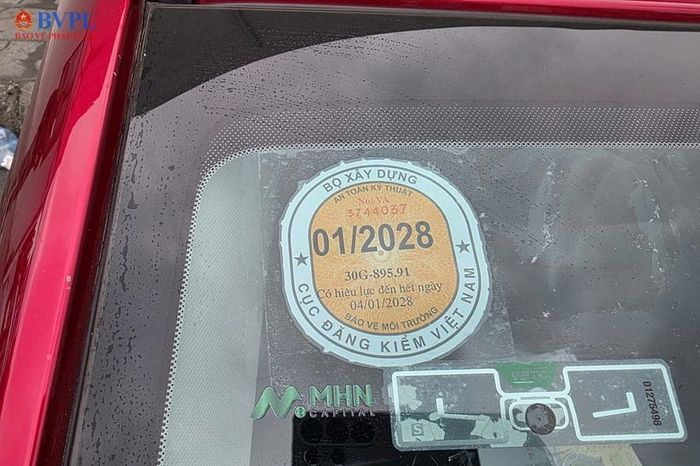 BVPL
BẢO VỆ PHÁP LUẬT
BỘ XÂY DỰNG
AN TOÀN KỸ THUẬT
No: VA
3744037
01/2028
30G-895.91
Có hiệu lực đến hết ngày
04/01/2028
BẢO VỆ MÔI TRƯỜNG
CỤC ĐĂNG KIỂM VIỆT NAM
MHN
CAPITAL
VETC
01275498
S